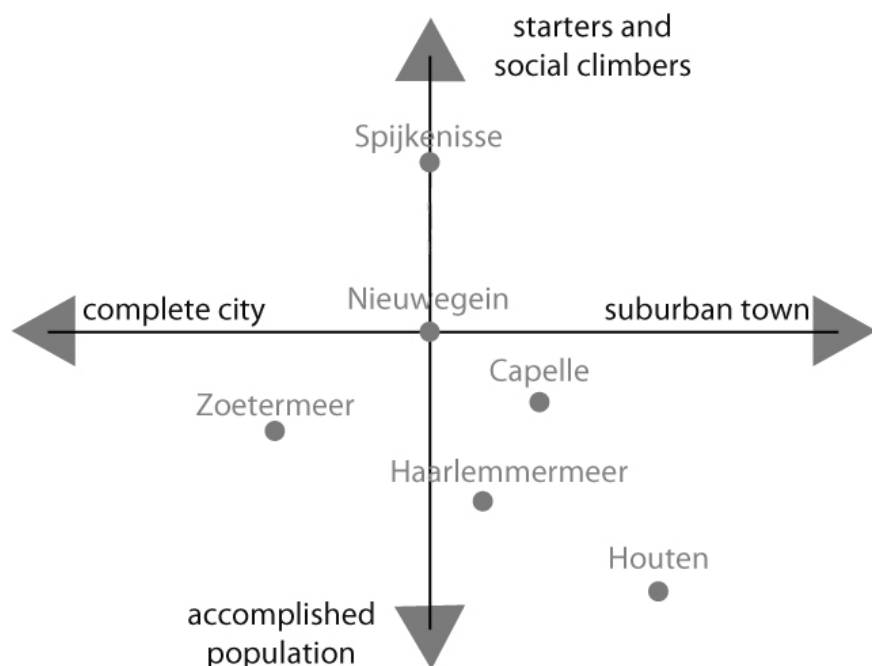 starters and
social climbers
Spijkenisse
Nieuwegein
complete city
suburban town
Capelle
Zoetermeer
Haarlemmermeer
Houten
accomplished
population